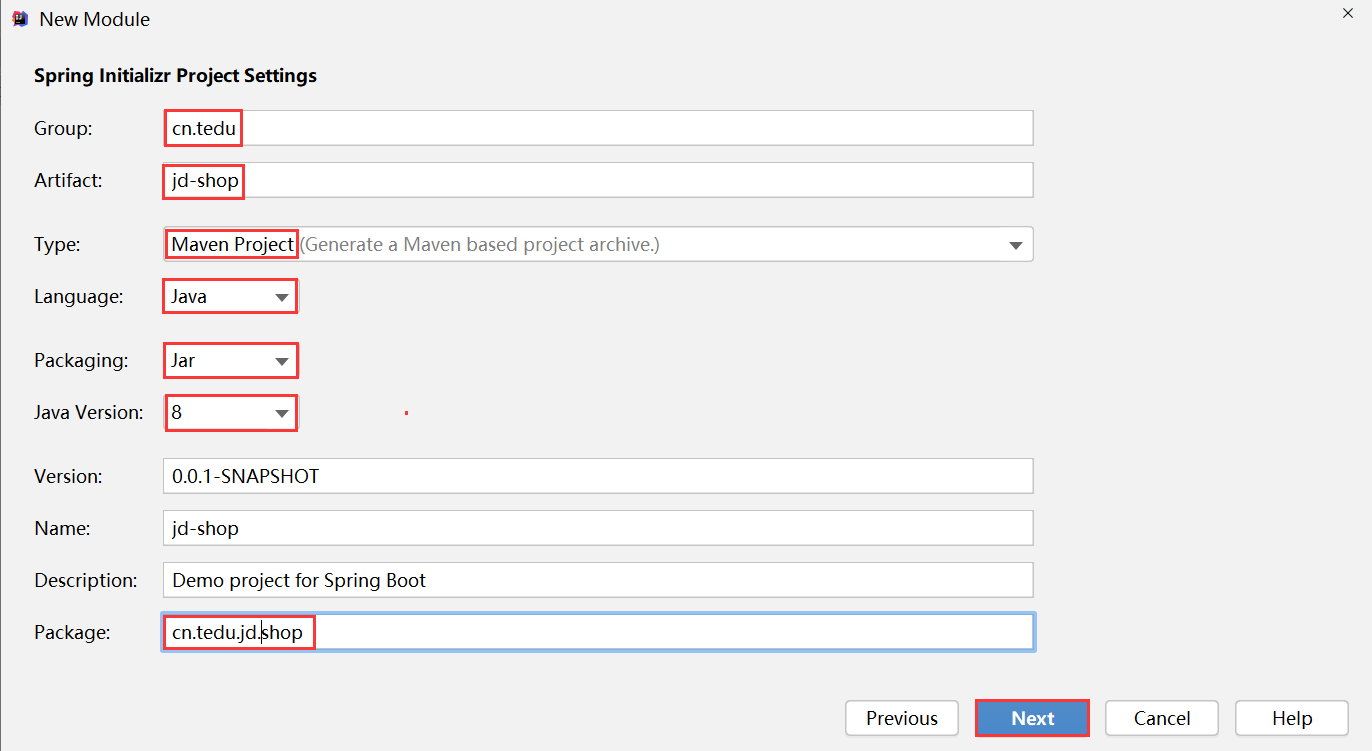 New Module
Spring Initializr Project Settings
Group: cn.tedu
Artifact: jd-shop
Type: Maven Project (Generate a Maven based project archive.)
Language: Java
Packaging: Jar
Java Version: 8
Version: 0.0.1-SNAPSHOT
Name: jd-shop
Description: Demo project for Spring Boot
Package: cn.tedu.jd.shop
Previous Next Cancel Help